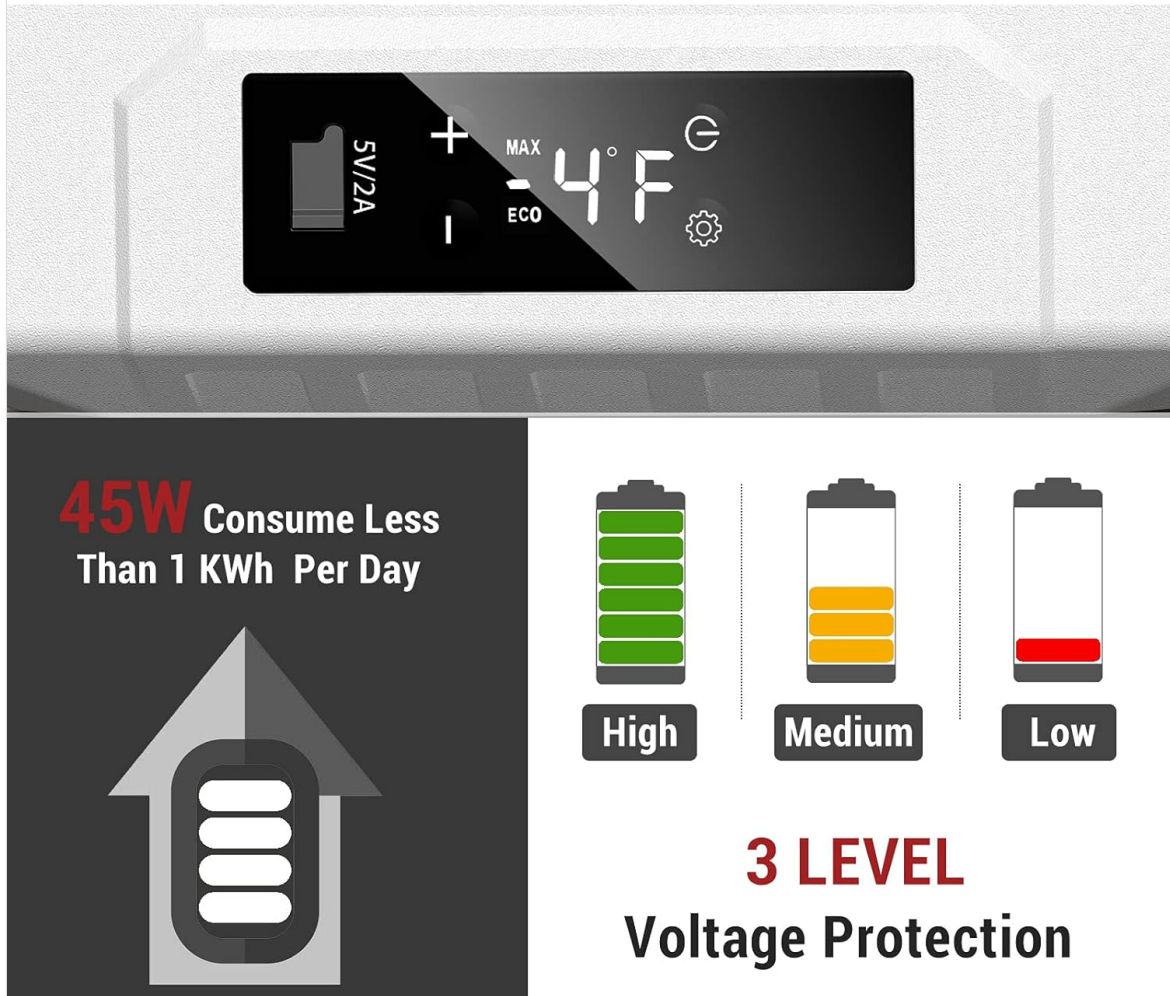 5V/2A
+
-
MAX
-4°F
ECO
45W Consume Less
Than 1 KWh Per Day
High
Medium
Low
3 LEVEL
Voltage Protection